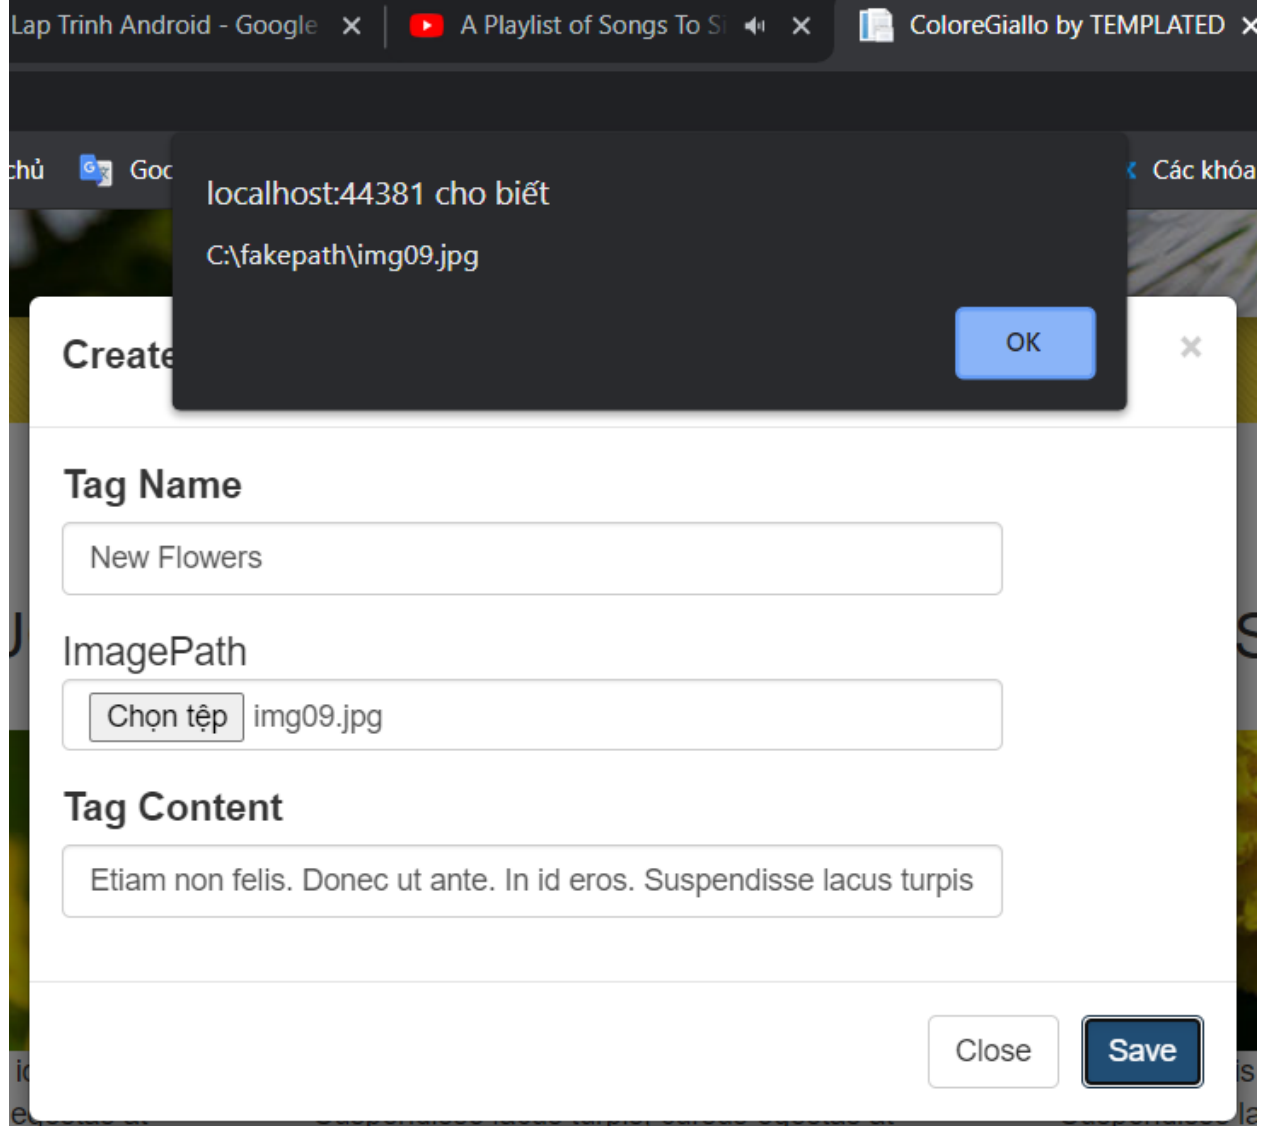 Lap Trinh Android - Google
A Playlist of Songs To Si
ColoreGiallo by TEMPLATED
chủ
Goo
Các khóa
localhost:44381 cho biết
C:\fakepath\img09.jpg
OK
Create
×
Tag Name
New Flowers
ImagePath
Chọn tệp img09.jpg
Tag Content
Etiam non felis. Donec ut ante. In id eros. Suspendisse lacus turpis
Close
Save